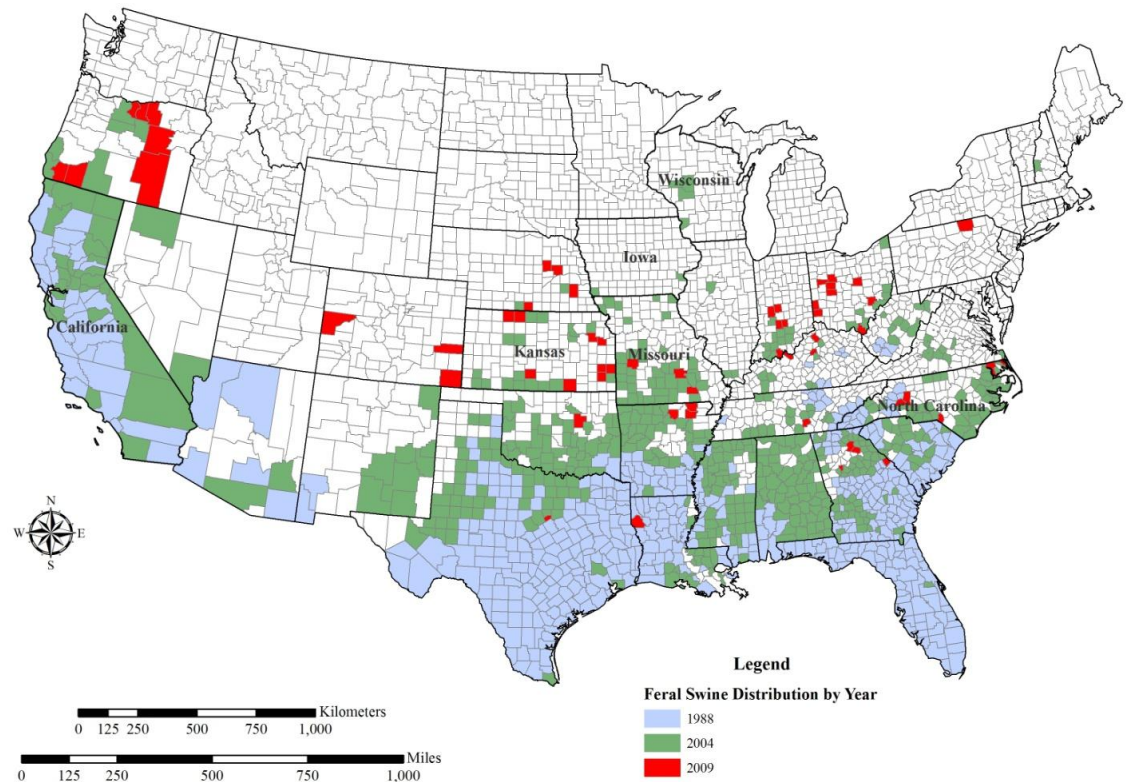 Wisconsin
Iowa
California
Kansas
Missouri
North Carolina
N
W E
S
Legend
Feral Swine Distribution by Year
1988
2004
2009
Kilometers
0 125 250 500 750 1,000
Miles
0 125 250 500 750 1,000